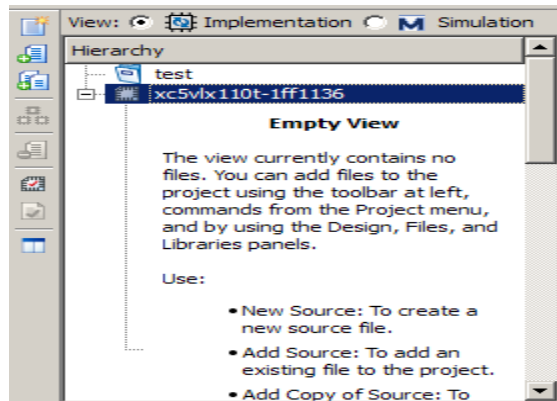 View: Implementation Simulation
Hierarchy
test
xc5vlx110t-1ff1136
Empty View
The view currently contains no
files. You can add files to the
project using the toolbar at left,
commands from the Project menu,
and by using the Design, Files, and
Libraries panels.
Use:
• New Source: To create a
new source file.
• Add Source: To add an
existing file to the project.
• Add Copy of Source: To